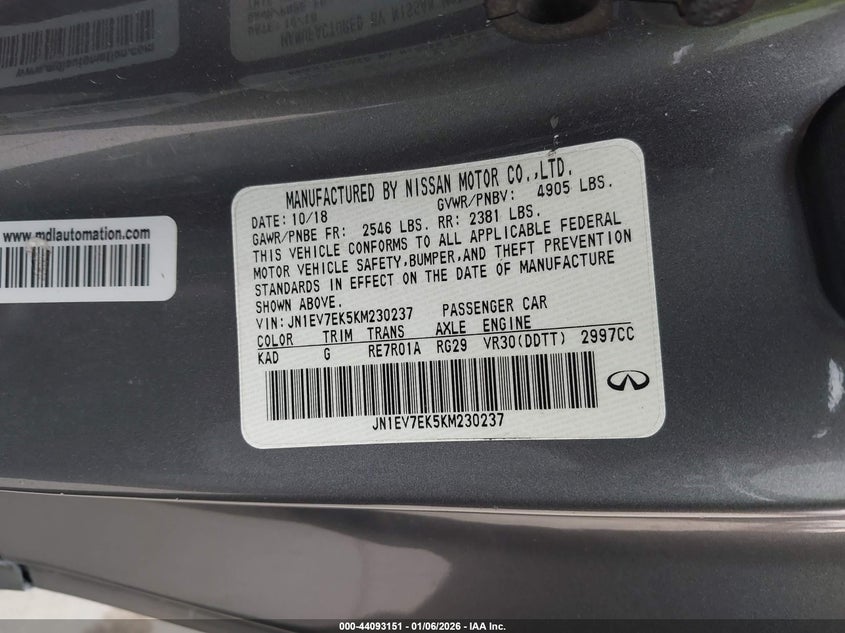 MANUFACTURED BY NISSAN MOTOR CO.,LTD.
DATE: 10/18 GVWR/PNBV: 4905 LBS.
GAWR/PNBE FR: 2546 LBS. RR: 2381 LBS.
THIS VEHICLE CONFORMS TO ALL APPLICABLE FEDERAL
MOTOR VEHICLE SAFETY,BUMPER,AND THEFT PREVENTION
STANDARDS IN EFFECT ON THE DATE OF MANUFACTURE
SHOWN ABOVE.
VIN: JN1EV7EK5KM230237 PASSENGER CAR
COLOR TRIM TRANS AXLE ENGINE
KAD G RE7R01A RG29 VR30(DDTT) 2997CC
JN1EV7EK5KM230237
www.mdiautomation.com
000-44093151 | 01/06/2026 - IAA Inc.